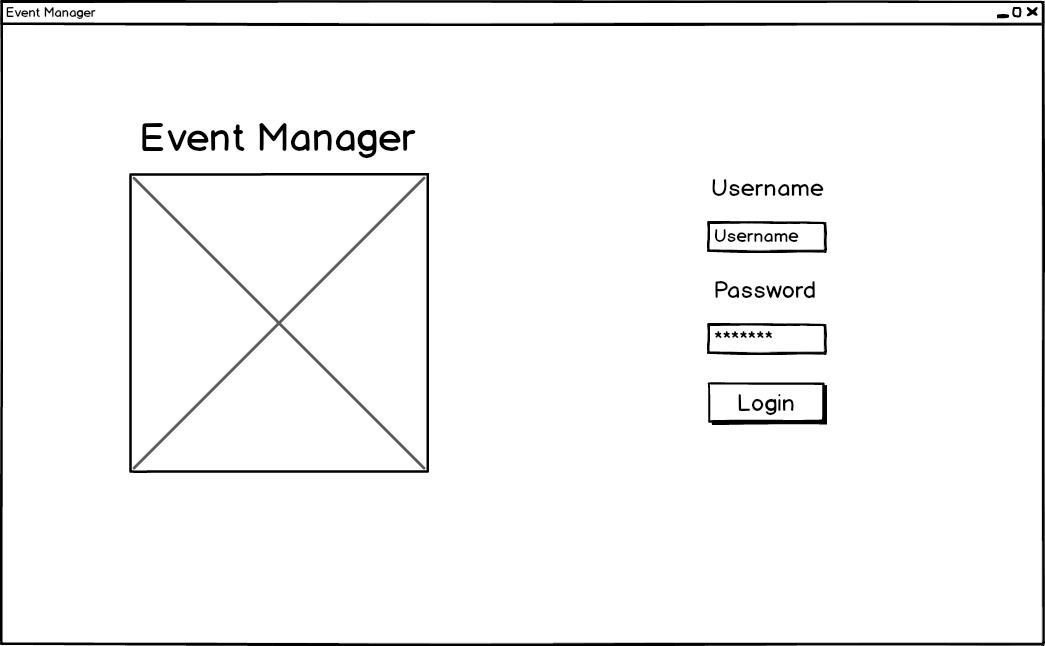 Event Manager
Event Manager
Username
Username
Password
*******
Login